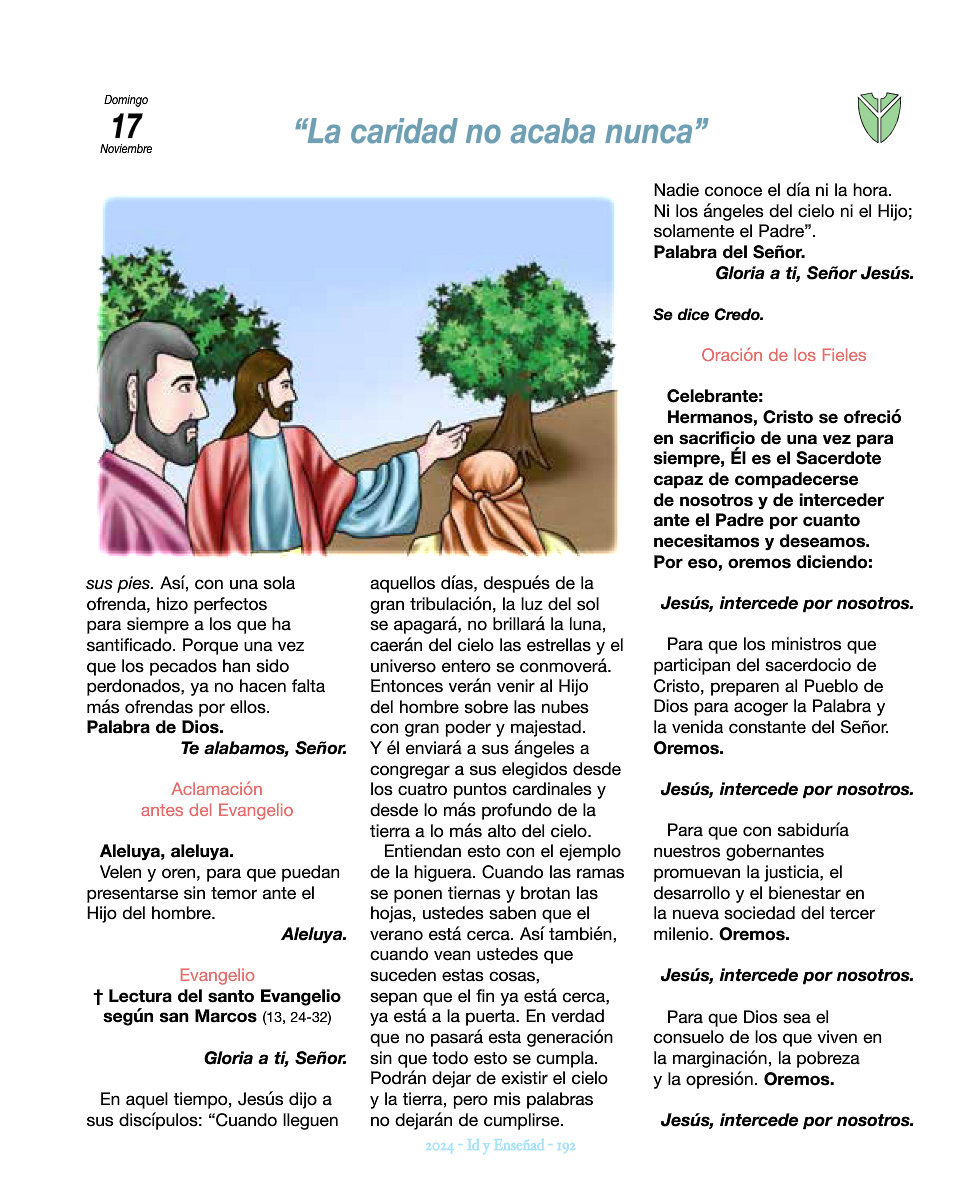 Domingo
17
Noviembre
“La caridad no acaba nunca”
sus pies. Así, con una sola
ofrenda, hizo perfectos
para siempre a los que ha
santificado. Porque una vez
que los pecados han sido
perdonados, ya no hacen falta
más ofrendas por ellos.
Palabra de Dios.
Te alabamos, Señor.
Aclamación
antes del Evangelio
Aleluya, aleluya.
Velen y oren, para que puedan
presentarse sin temor ante el
Hijo del hombre.
Aleluya.
Evangelio
† Lectura del santo Evangelio
según san Marcos (13, 24-32)
Gloria a ti, Señor.
En aquel tiempo, Jesús dijo a
sus discípulos: “Cuando lleguen
aquellos días, después de la
gran tribulación, la luz del sol
se apagará, no brillará la luna,
caerán del cielo las estrellas y el
universo entero se conmoverá.
Entonces verán venir al Hijo
del hombre sobre las nubes
con gran poder y majestad.
Y él enviará a sus ángeles a
congregar a sus elegidos desde
los cuatro puntos cardinales y
desde lo más profundo de la
tierra a lo más alto del cielo.
Entiendan esto con el ejemplo
de la higuera. Cuando las ramas
se ponen tiernas y brotan las
hojas, ustedes saben que el
verano está cerca. Así también,
cuando vean ustedes que
suceden estas cosas,
sepan que el fin ya está cerca,
ya está a la puerta. En verdad
que no pasará esta generación
sin que todo esto se cumpla.
Podrán dejar de existir el cielo
y la tierra, pero mis palabras
no dejarán de cumplirse.
Nadie conoce el día ni la hora.
Ni los ángeles del cielo ni el Hijo;
solamente el Padre”.
Palabra del Señor.
Gloria a ti, Señor Jesús.
Se dice Credo.
Oración de los Fieles
Celebrante:
Hermanos, Cristo se ofreció
en sacrificio de una vez para
siempre, Él es el Sacerdote
capaz de compadecerse
de nosotros y de interceder
ante el Padre por cuanto
necesitamos y deseamos.
Por eso, oremos diciendo:
Jesús, intercede por nosotros.
Para que los ministros que
participan del sacerdocio de
Cristo, preparen al Pueblo de
Dios para acoger la Palabra y
la venida constante del Señor.
Oremos.
Jesús, intercede por nosotros.
Para que con sabiduría
nuestros gobernantes
promuevan la justicia, el
desarrollo y el bienestar en
la nueva sociedad del tercer
milenio. Oremos.
Jesús, intercede por nosotros.
Para que Dios sea el
consuelo de los que viven en
la marginación, la pobreza
y la opresión. Oremos.
Jesús, intercede por nosotros.
2024 - Id y Enseñad - 192